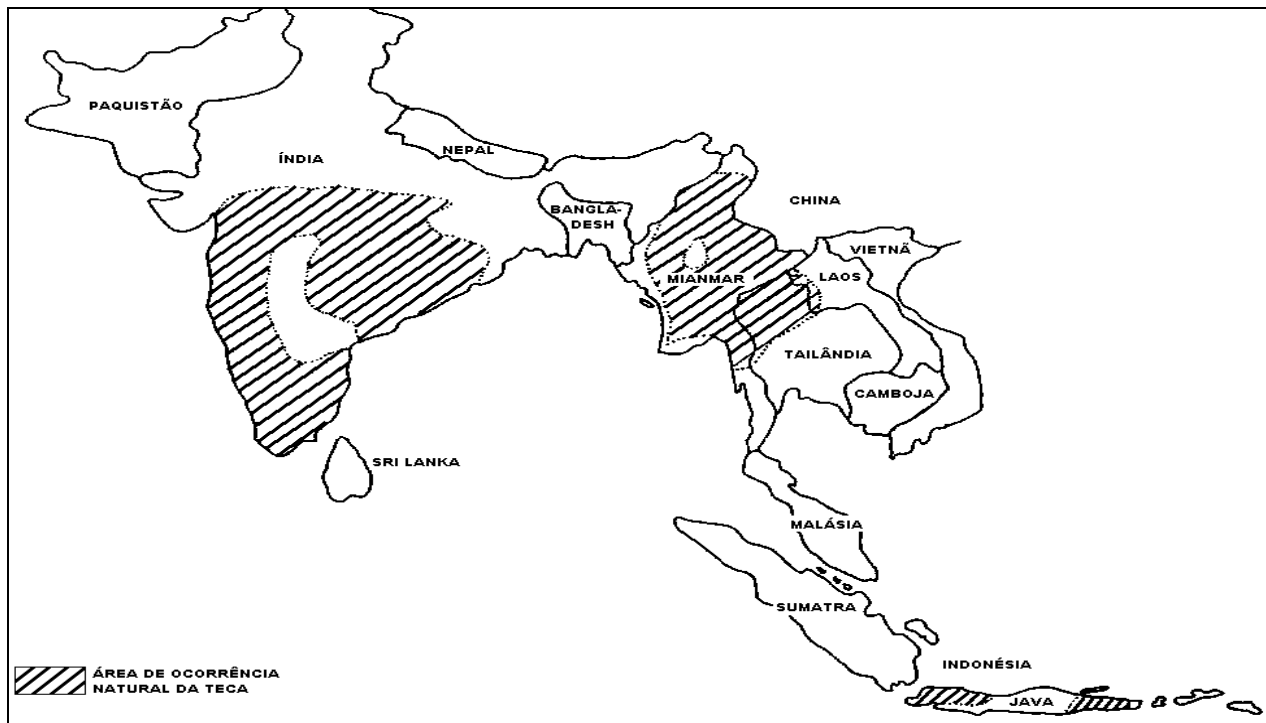 PAQUISTÃO
NEPAL
ÍNDIA
BANGLA-
DESH
CHINA
VIETNÃ
MIANMAR
LAOS
TAILÂNDIA
CAMBOJA
SRI LANKA
MALÁSIA
SUMATRA
INDONÉSIA
JAVA
ÁREA DE OCORRÊNCIA
NATURAL DA TECA